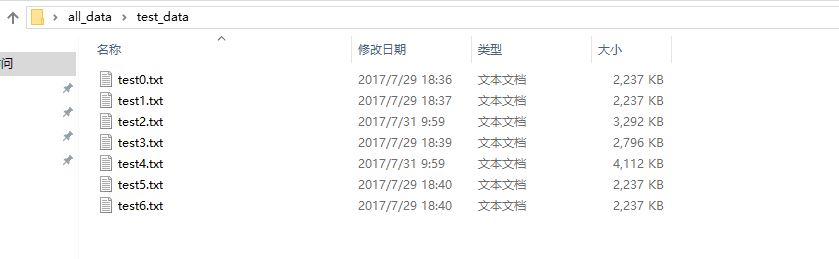 all_data › test_data
问
名称 修改日期 类型 大小
test0.txt 2017/7/29 18:36 文本文档 2,237 KB
test1.txt 2017/7/29 18:37 文本文档 2,237 KB
test2.txt 2017/7/31 9:59 文本文档 3,292 KB
test3.txt 2017/7/29 18:39 文本文档 2,796 KB
test4.txt 2017/7/31 9:59 文本文档 4,112 KB
test5.txt 2017/7/29 18:40 文本文档 2,237 KB
test6.txt 2017/7/29 18:40 文本文档 2,237 KB